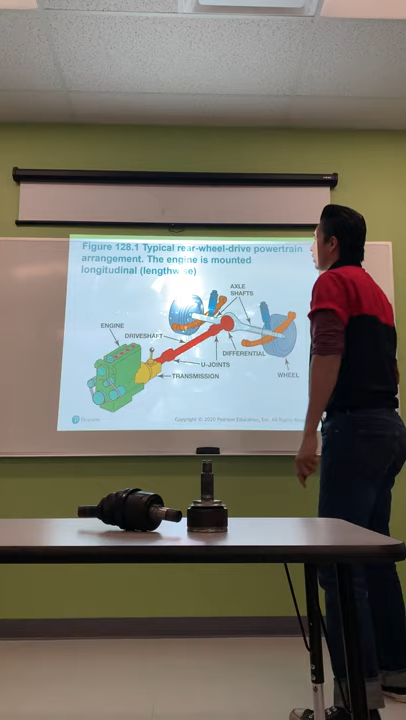 Figure 128.1 Typical rear-wheel-drive powertrain
arrangement. The engine is mounted
longitudinal (lengthwise)
AXLE
SHAFTS
ENGINE
DRIVESHAFT
DIFFERENTIAL
U-JOINTS
TRANSMISSION
WHEEL
Pearson
Copyright © 2020 Pearson Education, Inc. All Rights